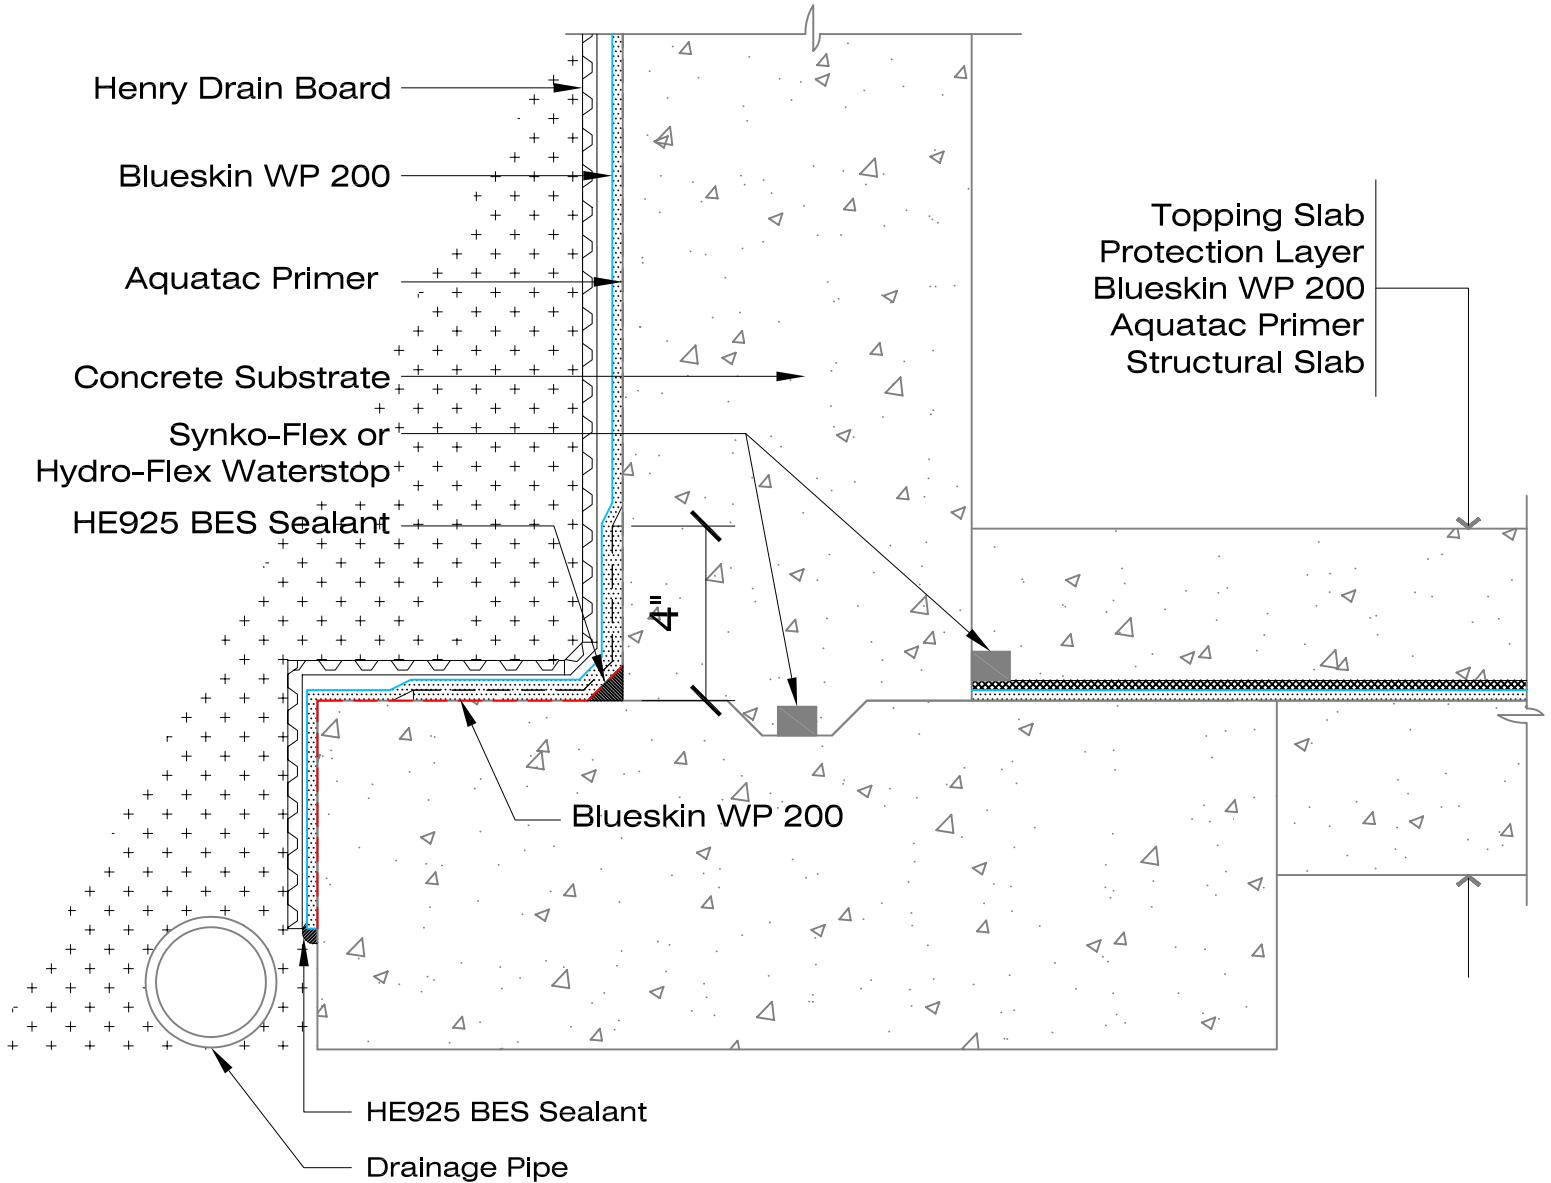 Henry Drain Board
Blueskin WP 200
Aquatac Primer
Concrete Substrate
Synko-Flex or
Hydro-Flex Waterstop
HE925 BES Sealant
Topping Slab
Protection Layer
Blueskin WP 200
Aquatac Primer
Structural Slab
4"
Blueskin WP 200
HE925 BES Sealant
Drainage Pipe